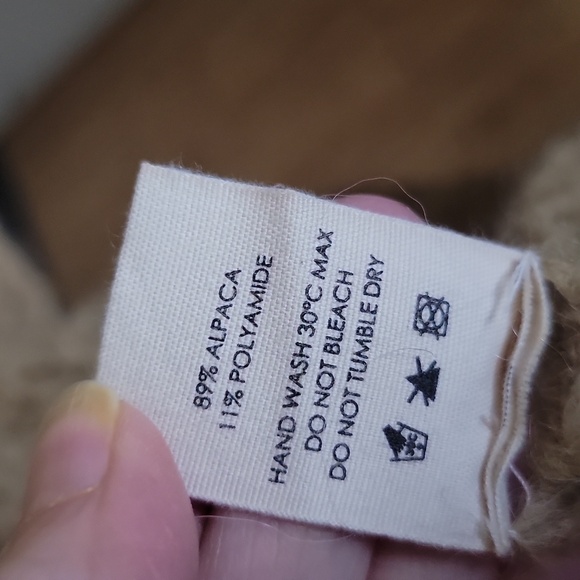 89% ALPACA
11% POLYAMIDE
HAND WASH 30°C MAX
DO NOT BLEACH
DO NOT TUMBLE DRY